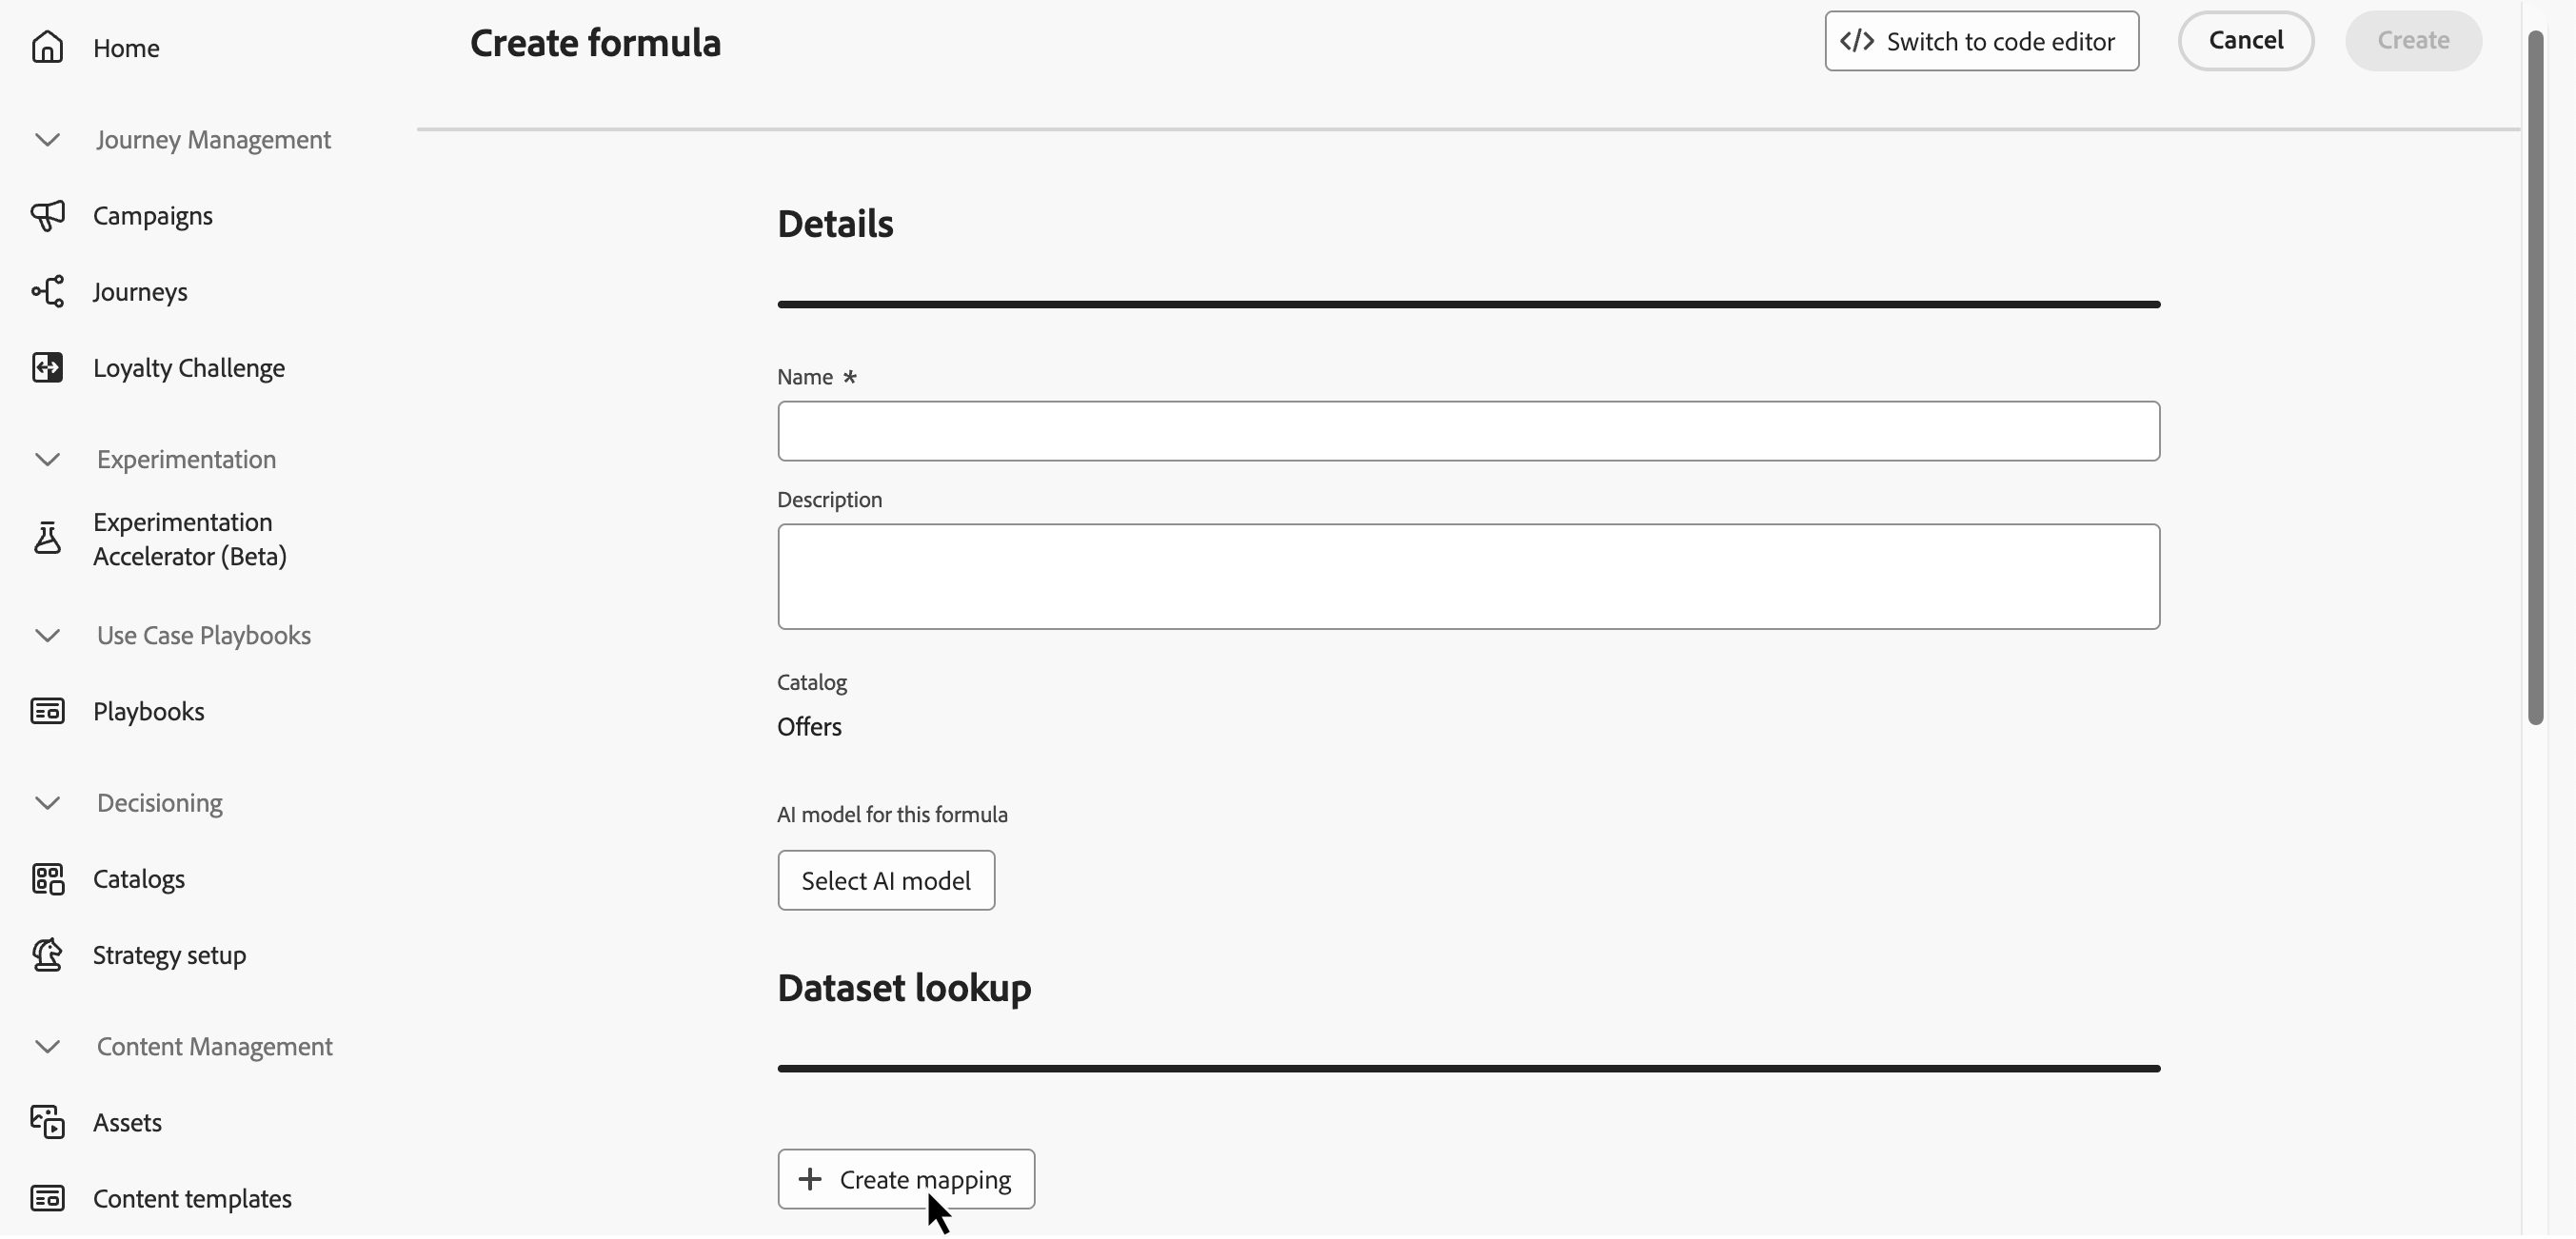 Home
Journey Management
Campaigns
Journeys
Loyalty Challenge
Experimentation
Experimentation
Accelerator (Beta)
Use Case Playbooks
Playbooks
Decisioning
Catalogs
Strategy setup
Content Management
Assets
Content templates
Create formula
</> Switch to code editor
Cancel
Create
Details
Name *
Description
Catalog
Offers
AI model for this formula
Select AI model
Dataset lookup
+ Create mapping